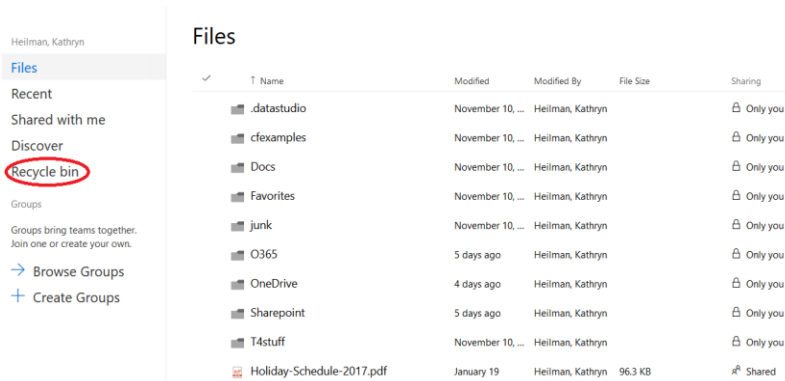 Files
Heilman, Kathryn
Files
Recent
Shared with me
Discover
Recycle bin
Groups
Groups bring teams together.
Join one or create your own.
Browse Groups
Create Groups
Name Modified Modified By File Size Sharing
.datastudio November 10, ... Heilman, Kathryn Only you
cfexamples November 10, ... Heilman, Kathryn Only you
Docs November 10, ... Heilman, Kathryn Only you
Favorites November 10, ... Heilman, Kathryn Only you
junk November 10, ... Heilman, Kathryn Only you
O365 5 days ago Heilman, Kathryn Only you
OneDrive 4 days ago Heilman, Kathryn Only you
Sharepoint 5 days ago Heilman, Kathryn Only you
T4stuff November 10, ... Heilman, Kathryn Only you
Holiday-Schedule-2017.pdf January 19 Heilman, Kathryn 96.3 KB Shared